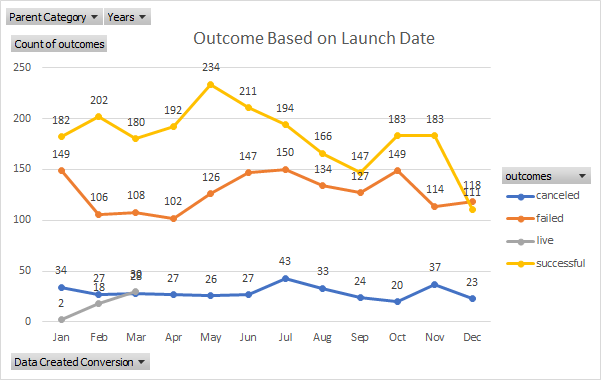 Parent Category Years
Count of outcomes
Outcome Based on Launch Date
250
200
150
100
50
0
182 202 180 192 234 211 194 166 147 183 183 111
149 106 108 102 126 147 150 134 127 149 114 118
34 27 28 27 26 27 43 33 24 20 37 23
2 18 30
Jan Feb Mar Apr May Jun Jul Aug Sep Oct Nov Dec
outcomes
canceled
failed
live
successful
Data Created Conversion